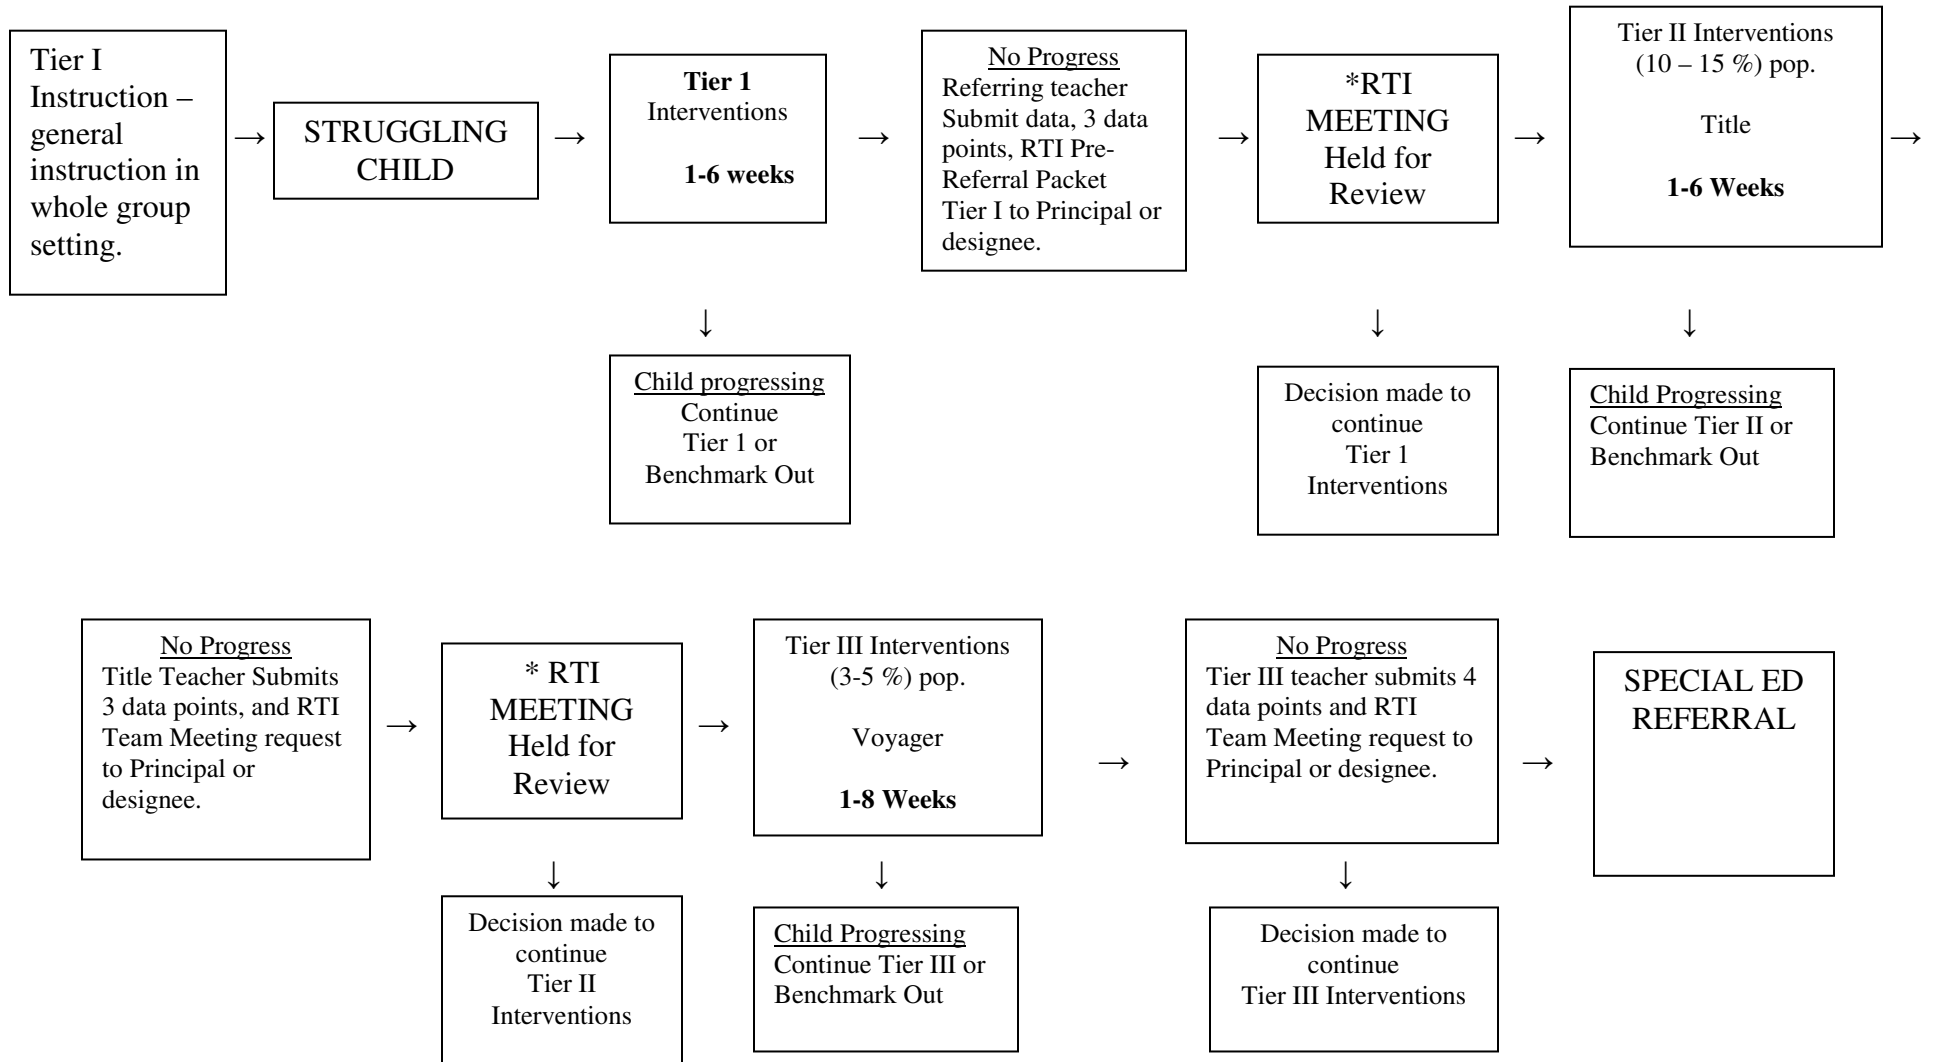 Tier I
Instruction –
general
instruction in
whole group
setting.
→
STRUGGLING
CHILD
→
Tier 1
Interventions
1-6 weeks
→
No Progress
Referring teacher
Submit data, 3 data
points, RTI Pre-
Referral Packet
Tier I to Principal or
designee.
→
*RTI
MEETING
Held for
Review
→
Tier II Interventions
(10 – 15 %) pop.
Title
1-6 Weeks
→
↓
Child progressing
Continue
Tier 1 or
Benchmark Out
↓
Decision made to
continue
Tier 1
Interventions
↓
Child Progressing
Continue Tier II or
Benchmark Out
No Progress
Title Teacher Submits
3 data points, and RTI
Team Meeting request
to Principal or
designee.
→
* RTI
MEETING
Held for
Review
→
Tier III Interventions
(3-5 %) pop.
Voyager
1-8 Weeks
→
No Progress
Tier III teacher submits 4
data points and RTI
Team Meeting request to
Principal or designee.
→
SPECIAL ED
REFERRAL
↓
Decision made to
continue
Tier II
Interventions
↓
Child Progressing
Continue Tier III or
Benchmark Out
↓
Decision made to
continue
Tier III Interventions